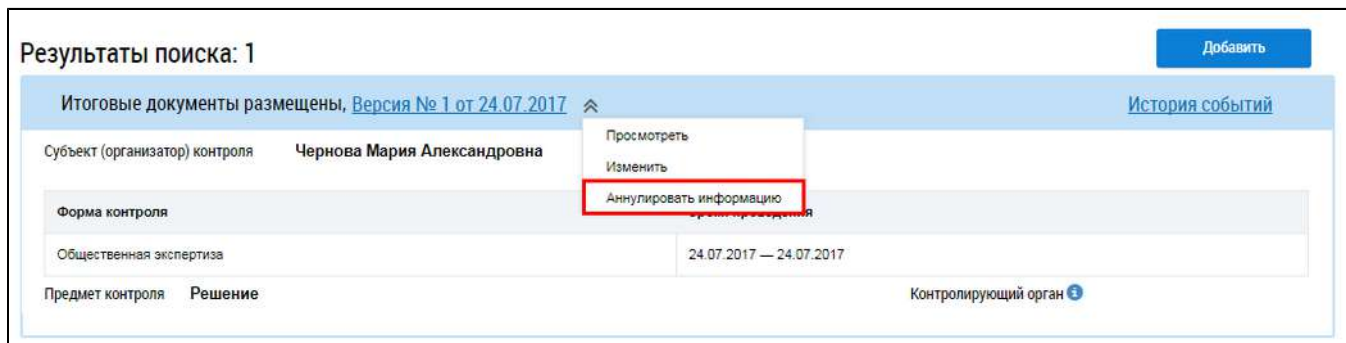 Результаты поиска: 1
Добавить
Итоговые документы размещены, Версия № 1 от 24.07.2017
История событий
Просмотреть
Субъект (организатор) контроля Чернова Мария Александровна
Изменить
Аннулировать информацию
Форма контроля
Общественная экспертиза
24.07.2017 — 24.07.2017
Предмет контроля Решение
Контролирующий орган